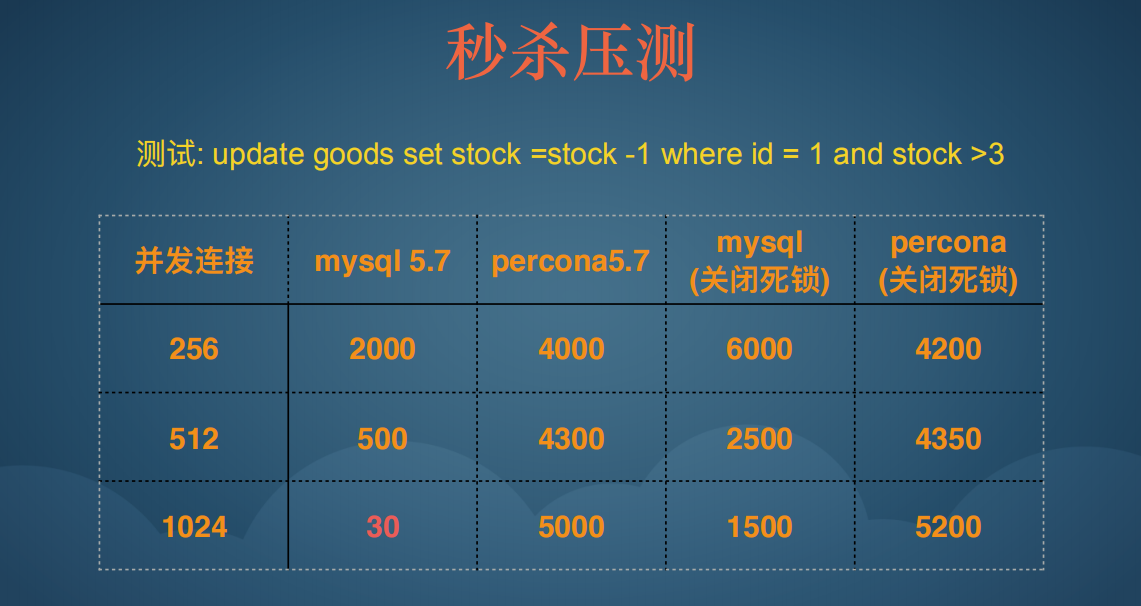 秒杀压测
测试: update goods set stock =stock -1 where id = 1 and stock >3
并发连接 mysql 5.7 percona5.7 mysql (关闭死锁) percona (关闭死锁)
256 2000 4000 6000 4200
512 500 4300 2500 4350
1024 30 5000 1500 5200